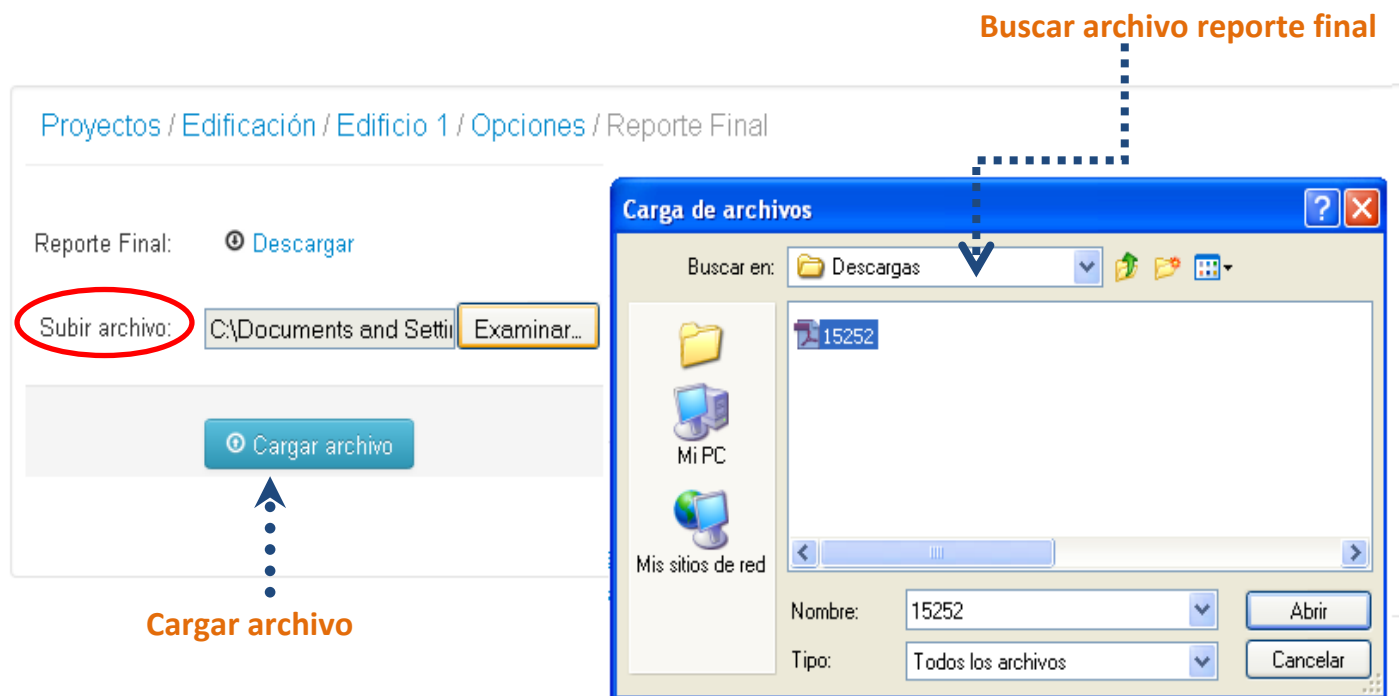 Buscar archivo reporte final
Proyectos / Edificación / Edificio 1 / Opciones / Reporte Final
Reporte Final: Descargar
Subir archivo: C:\Documents and Settin Examinar...
Cargar archivo
Cargar archivo
Carga de archivos
Buscar en: Descargas
15252
Mi PC
Mis sitios de red
Nombre: 15252 Abrir
Tipo: Todos los archivos Cancelar